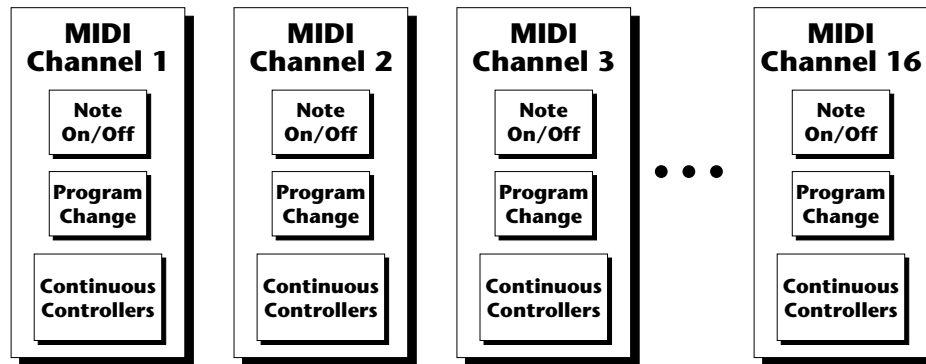 MIDI
Channel 1
Note
On/Off
Program
Change
Continuous
Controllers
MIDI
Channel 2
Note
On/Off
Program
Change
Continuous
Controllers
MIDI
Channel 3
Note
On/Off
Program
Change
Continuous
Controllers
• • •
MIDI
Channel 16
Note
On/Off
Program
Change
Continuous
Controllers